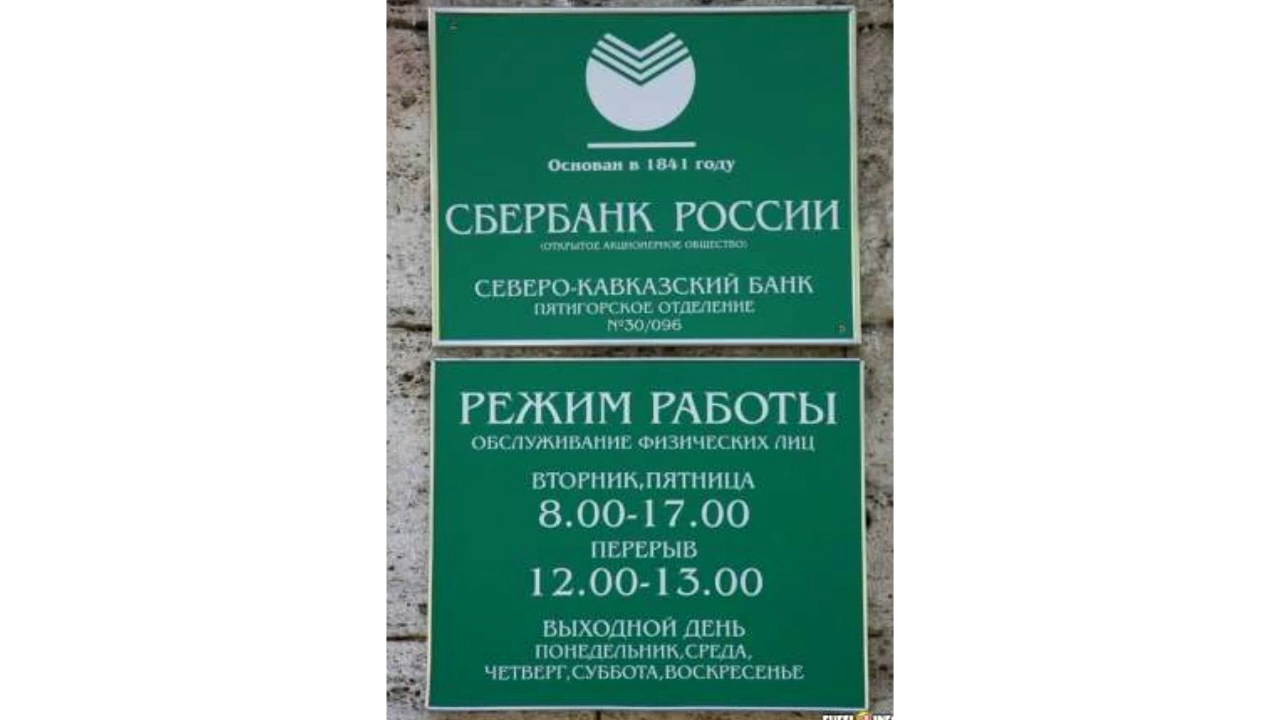 Основан в 1841 году
СБЕРБАНК РОССИИ
(ОТКРЫТОЕ АКЦИОНЕРНОЕ ОБЩЕСТВО)
СЕВЕРО-КАВКАЗСКИЙ БАНК
ПЯТИГОРСКОЕ ОТДЕЛЕНИЕ
№30/096
РЕЖИМ РАБОТЫ
ОБСЛУЖИВАНИЕ ФИЗИЧЕСКИХ ЛИЦ
ВТОРНИК,ПЯТНИЦА
8.00-17.00
ПЕРЕРЫВ
12.00-13.00
ВЫХОДНОЙ ДЕНЬ
ПОНЕДЕЛЬНИК,СРЕДА,
ЧЕТВЕРГ,СУББОТА,ВОСКРЕСЕНЬЕ